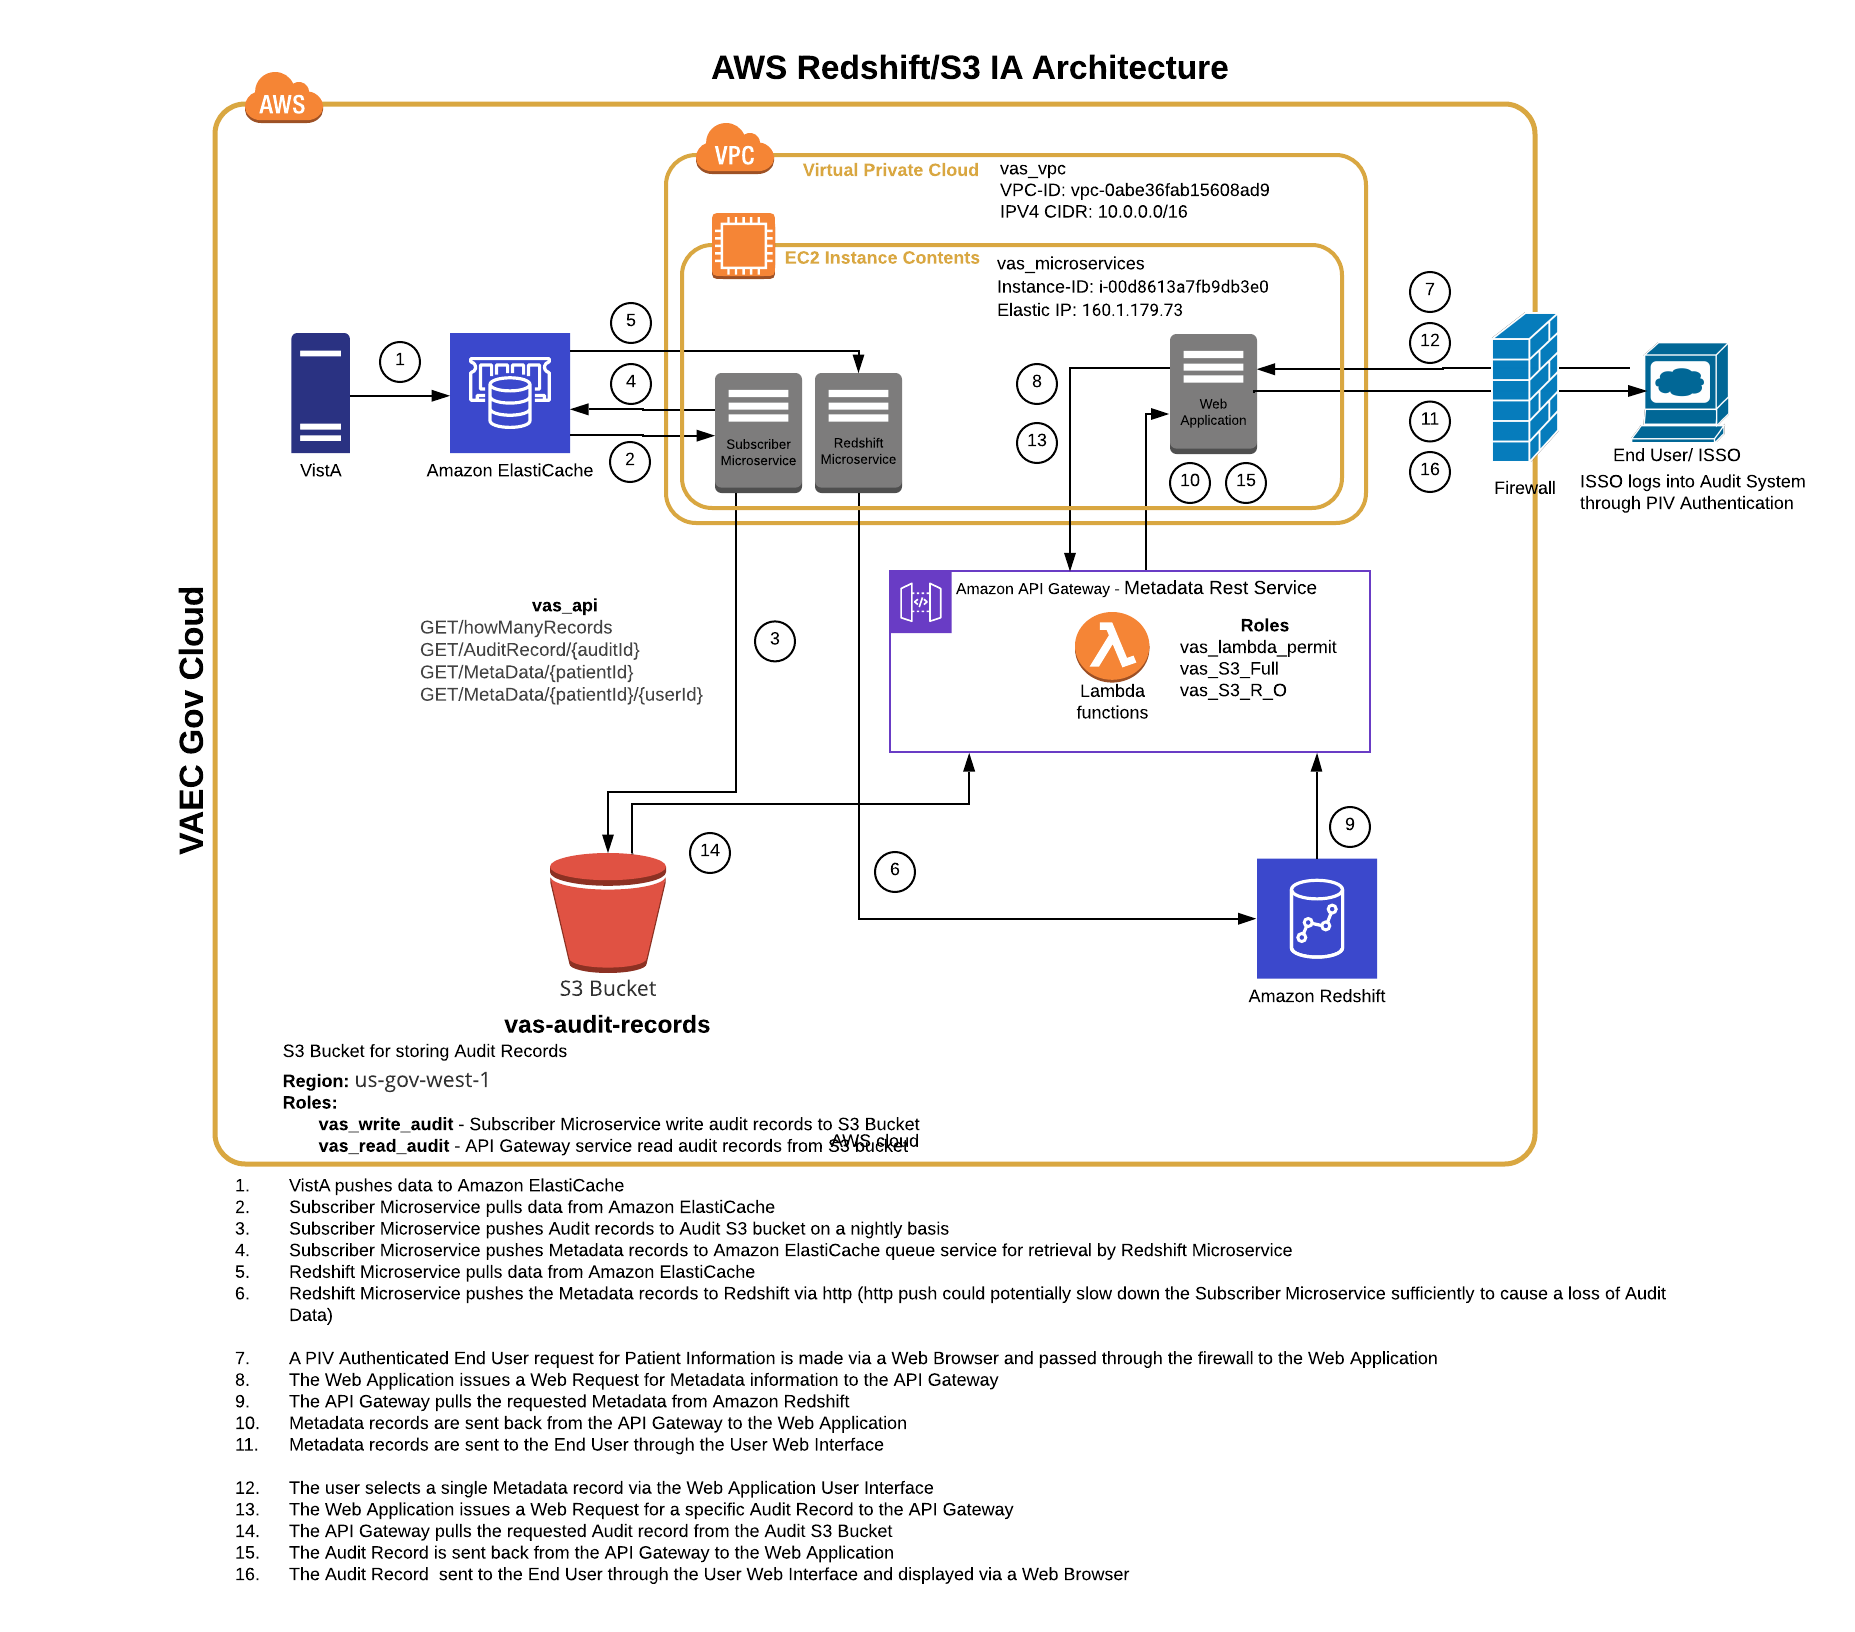 AWS Redshift/S3 IA Architecture
AWS
VPC
Virtual Private Cloud
vas_vpc
VPC-ID: vpc-0abe36fab15608ad9
IPV4 CIDR: 10.0.0.0/16
EC2 Instance Contents
vas_microservices
Instance-ID: i-00d8613a7fb9db3e0
Elastic IP: 160.1.179.73
7
5
12
1
4
8
Web
Application
11
Subscriber
Microservice
Redshift
Microservice
13
2
VistA
Amazon ElastiCache
10
15
16
Firewall
End User/ ISSO
ISSO logs into Audit System
through PIV Authentication
VAEC Gov Cloud
vas_api
GET/howManyRecords
GET/AuditRecord/{auditId}
GET/MetaData/{patientId}
GET/MetaData/{patientId}/{userId}
3
Amazon API Gateway - Metadata Rest Service
Lambda
functions
Roles
vas_lambda_permit
vas_S3_Full
vas_S3_R_O
9
14
6
S3 Bucket
Amazon Redshift
vas-audit-records
S3 Bucket for storing Audit Records
Region: us-gov-west-1
Roles:
vas_write_audit - Subscriber Microservice write audit records to S3 Bucket
vas_read_audit - API Gateway service read audit records from S3 bucket
AWS cloud
1. VistA pushes data to Amazon ElastiCache
2. Subscriber Microservice pulls data from Amazon ElastiCache
3. Subscriber Microservice pushes Audit records to Audit S3 bucket on a nightly basis
4. Subscriber Microservice pushes Metadata records to Amazon ElastiCache queue service for retrieval by Redshift Microservice
5. Redshift Microservice pulls data from Amazon ElastiCache
6. Redshift Microservice pushes the Metadata records to Redshift via http (http push could potentially slow down the Subscriber Microservice sufficiently to cause a loss of Audit
Data)
7. A PIV Authenticated End User request for Patient Information is made via a Web Browser and passed through the firewall to the Web Application
8. The Web Application issues a Web Request for Metadata information to the API Gateway
9. The API Gateway pulls the requested Metadata from Amazon Redshift
10. Metadata records are sent back from the API Gateway to the Web Application
11. Metadata records are sent to the End User through the User Web Interface
12. The user selects a single Metadata record via the Web Application User Interface
13. The Web Application issues a Web Request for a specific Audit Record to the API Gateway
14. The API Gateway pulls the requested Audit record from the Audit S3 Bucket
15. The Audit Record is sent back from the API Gateway to the Web Application
16. The Audit Record  sent to the End User through the User Web Interface and displayed via a Web Browser